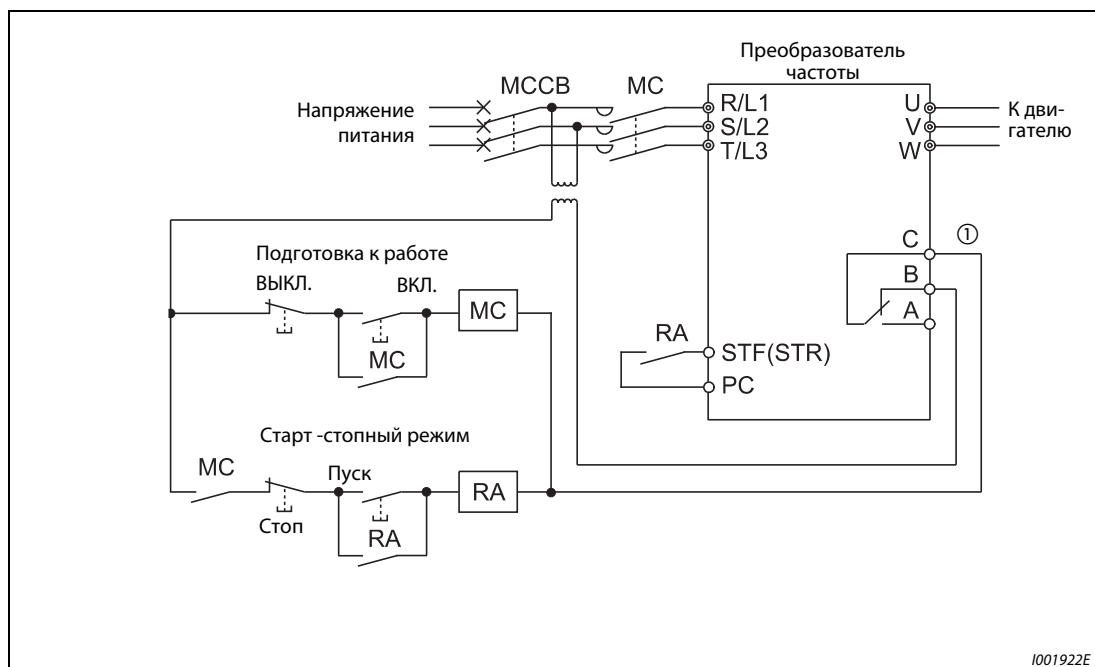 Преобразователь
частоты
MCCB
MC
Напряжение
питания
R/L1
S/L2
T/L3
U
V
W
К дви-
гателю
C
①
B
A
Подготовка к работе
ВЫКЛ.
ВКЛ.
MC
MC
RA
STF(STR)
PC
Старт -стопный режим
MC
Пуск
RA
Стоп
RA
I001922E